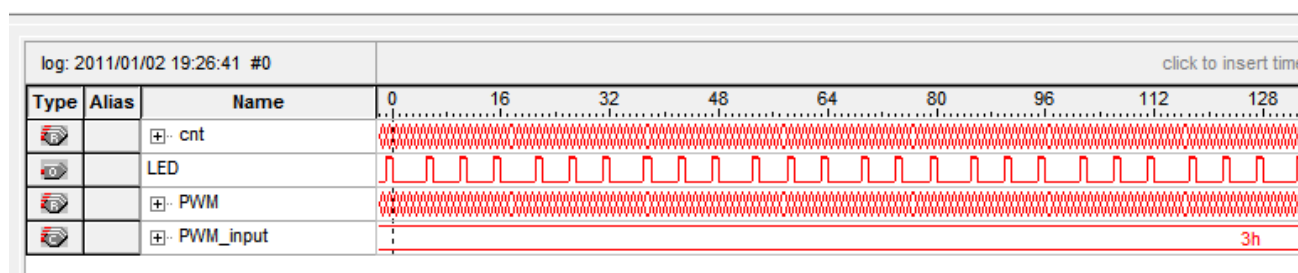 log: 2011/01/02 19:26:41 #0 click to insert time
Type Alias Name 0 16 32 48 64 80 96 112 128
cnt
LED
PWM
PWM_input 3h